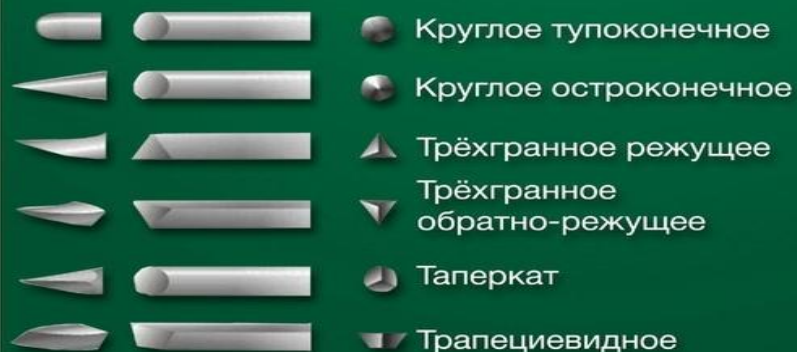 Круглое тупоконечное
Круглое остроконечное
Трёхгранное режущее
Трёхгранное
обратно-режущее
Таперкат
Трапециевидное